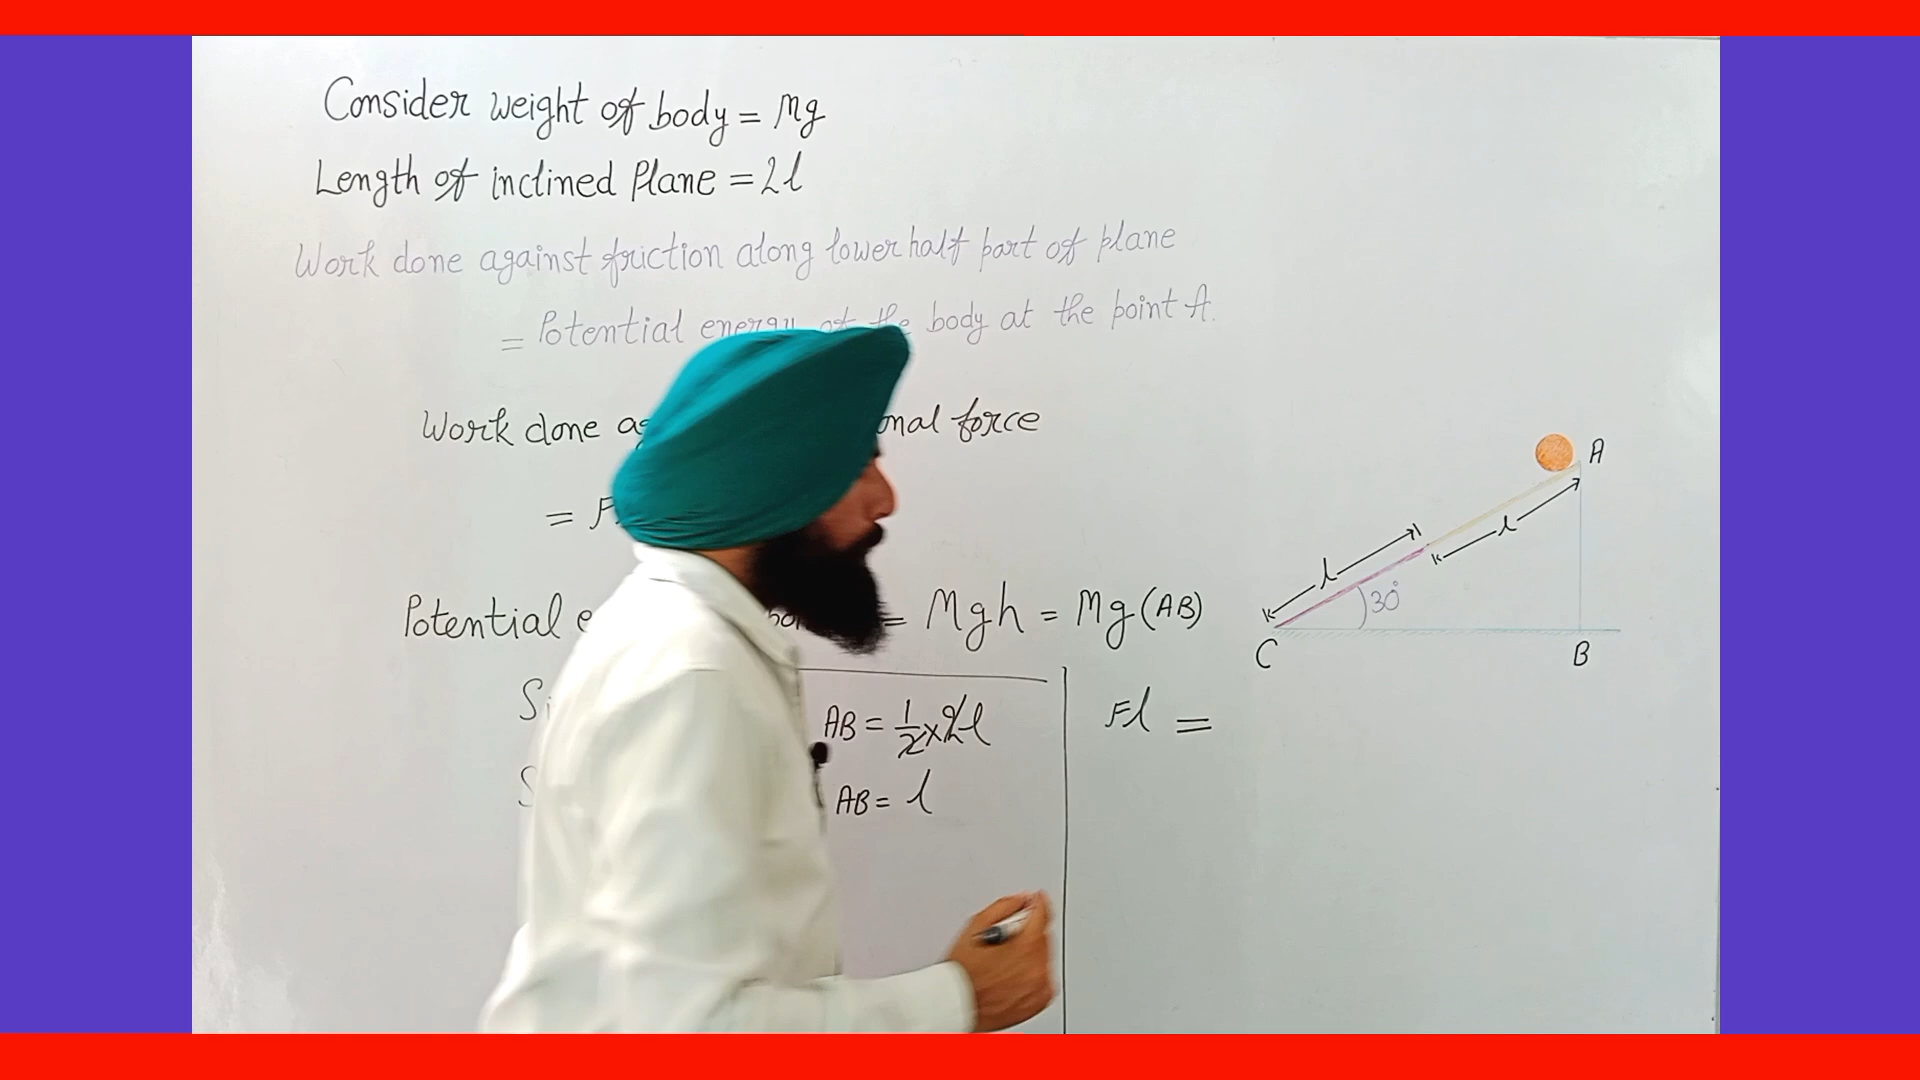 Consider weight of body = Mg
Length of inclined Plane = 2l
Work done against friction along lower half part of plane
= Potential energy of the body at the point A.
Work done
force
= F
Potential
= Mgh = Mg (AB)
AB = 1/2 × 2l
AB = l
Fl =
A
l
l
30°
C
B